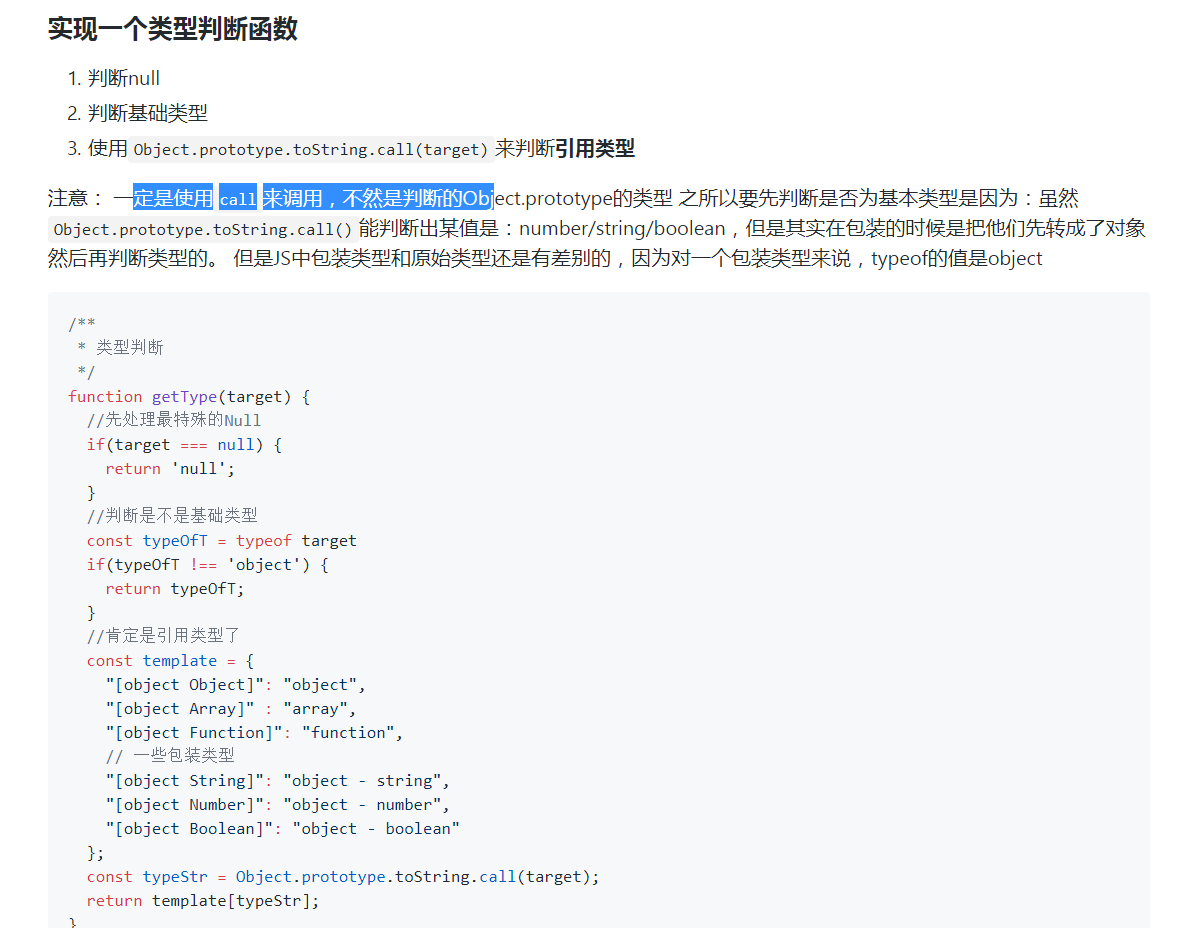 实现一个类型判断函数
1. 判断null
2. 判断基础类型
3. 使用 Object.prototype.toString.call(target) 来判断引用类型
注意： 一定是使用 call 来调用，不然是判断的Object.prototype的类型 之所以要先判断是否为基本类型是因为：虽然
Object.prototype.toString.call() 能判断出某值是：number/string/boolean，但是其实在包装的时候是把他们先转成了对象
然后再判断类型的。 但是JS中包装类型和原始类型还是有差别的，因为对一个包装类型来说，typeof的值是object
/**
 * 类型判断
 */
function getType(target) {
  //先处理最特殊的Null
  if(target === null) {
    return 'null';
  }
  //判断是不是基础类型
  const typeOfT = typeof target
  if(typeOfT !== 'object') {
    return typeOfT;
  }
  //肯定是引用类型了
  const template = {
    "[object Object]": "object",
    "[object Array]" : "array",
    "[object Function]": "function",
    // 一些包装类型
    "[object String]": "object - string",
    "[object Number]": "object - number",
    "[object Boolean]": "object - boolean"
  };
  const typeStr = Object.prototype.toString.call(target);
  return template[typeStr];
}